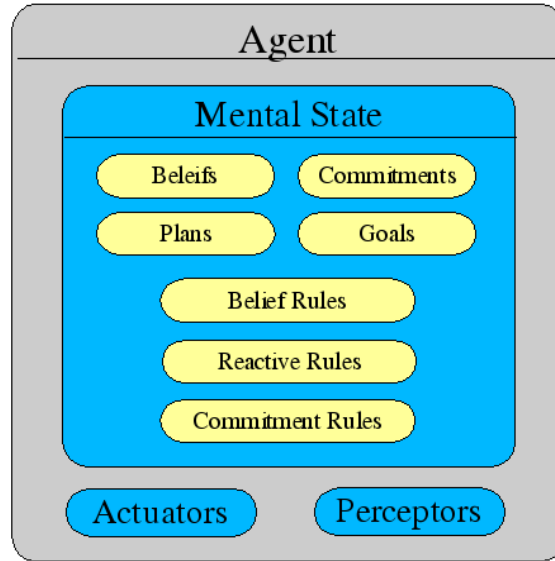 Agent
Mental State
Beleifs Commitments
Plans Goals
Belief Rules
Reactive Rules
Commitment Rules
Actuators Perceptors